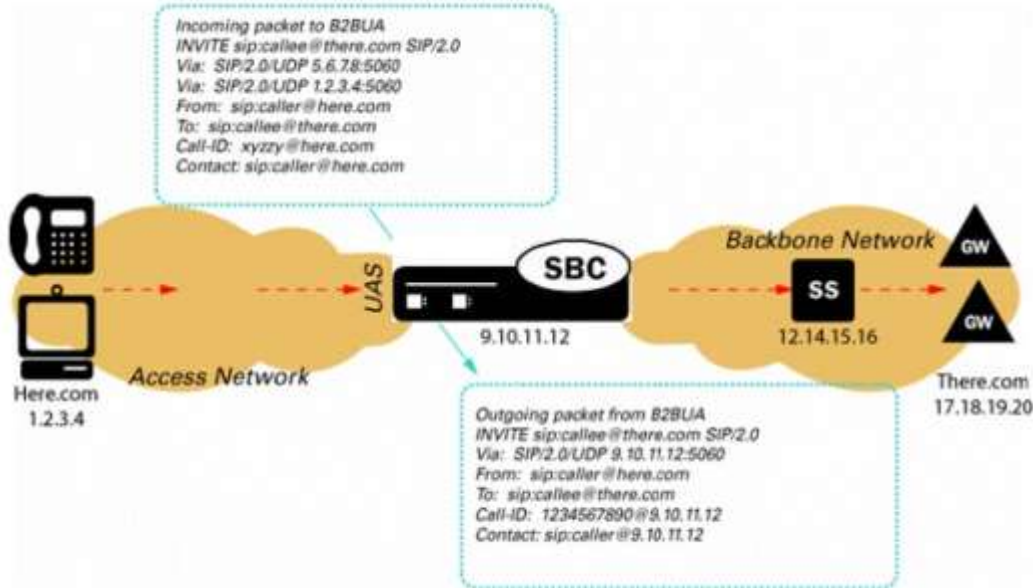 Incoming packet to B2BUA
INVITE sip:callee@there.com SIP/2.0
Via: SIP/2.0/UDP 5.6.7.8:5060
Via: SIP/2.0/UDP 1.2.3.4:5060
From: sip:caller@here.com
To: sip:callee@there.com
Call-ID: xyzzy@here.com
Contact: sip:caller@here.com
UAS
SBC
9.10.11.12
Backbone Network
SS
12.14.15.16
GW
GW
Access Network
Here.com
1.2.3.4
There.com
17.18.19.20
Outgoing packet from B2BUA
INVITE sip:callee@there.com SIP/2.0
Via: SIP/2.0/UDP 9.10.11.12:5060
From: sip:caller@here.com
To: sip:callee@there.com
Call-ID: 1234567890@9.10.11.12
Contact: sip:caller@9.10.11.12